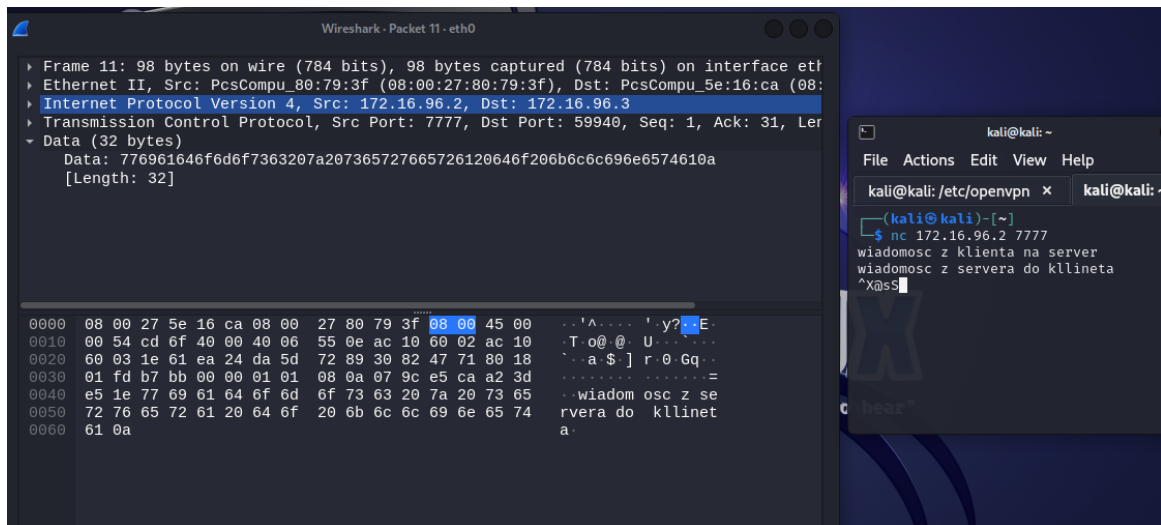 Wireshark · Packet 11 · eth0
Frame 11: 98 bytes on wire (784 bits), 98 bytes captured (784 bits) on interface eth
Ethernet II, Src: PcsCompu_80:79:3f (08:00:27:80:79:3f), Dst: PcsCompu_5e:16:ca (08:
Internet Protocol Version 4, Src: 172.16.96.2, Dst: 172.16.96.3
Transmission Control Protocol, Src Port: 7777, Dst Port: 59940, Seq: 1, Ack: 31, Ler
Data (32 bytes)
Data: 776961646f6d6f7363207a207365727665726120646f206b6c6c696e6574610a
[Length: 32]
0000 08 00 27 5e 16 ca 08 00 27 80 79 3f 08 00 45 00 ··'^···· '·y?··E·
0010 00 54 cd 6f 40 00 40 06 55 0e ac 10 60 02 ac 10 ·T·o@·@· U···`···
0020 60 03 1e 61 ea 24 da 5d 72 89 30 82 47 71 80 18 `··a·$·] r·0·Gq··
0030 01 fd b7 bb 00 00 01 01 08 0a 07 9c e5 ca a2 3d ········ ·······=
0040 e5 1e 77 69 61 64 6f 6d 6f 73 63 20 7a 20 73 65 ··wiadom osc z se
0050 72 76 65 72 61 20 64 6f 20 6b 6c 6c 69 6e 65 74 rvera do kllinet
0060 61 0a a·
kali@kali: ~
File Actions Edit View Help
kali@kali: /etc/openvpn × kali@kali: ~
(kali㉿kali)-[~]
$ nc 172.16.96.2 7777
wiadomosc z klienta na server
wiadomosc z servera do kllineta
^X@sS
hear"